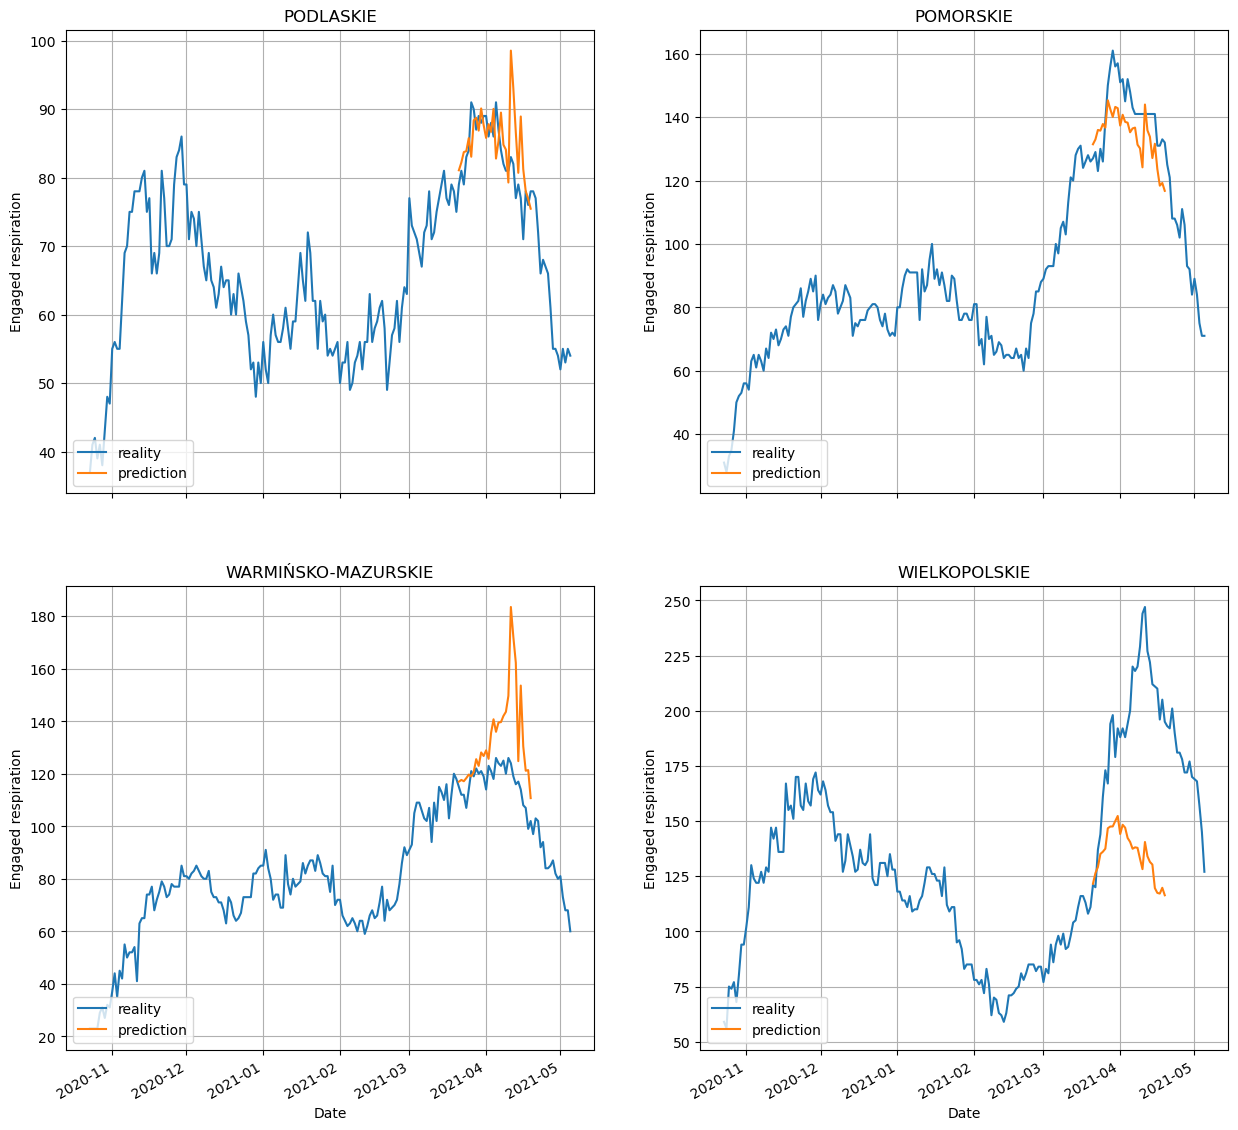 PODLASKIE
100
90
80
70
60
50
40
Engaged respiration
reality
prediction
POMORSKIE
160
140
120
100
80
60
40
Engaged respiration
reality
prediction
WARMIŃSKO-MAZURSKIE
180
160
140
120
100
80
60
40
20
Engaged respiration
reality
prediction
2020-11
2020-12
2021-01
2021-02
2021-03
2021-04
2021-05
Date
WIELKOPOLSKIE
250
225
200
175
150
125
100
75
50
Engaged respiration
reality
prediction
2020-11
2020-12
2021-01
2021-02
2021-03
2021-04
2021-05
Date